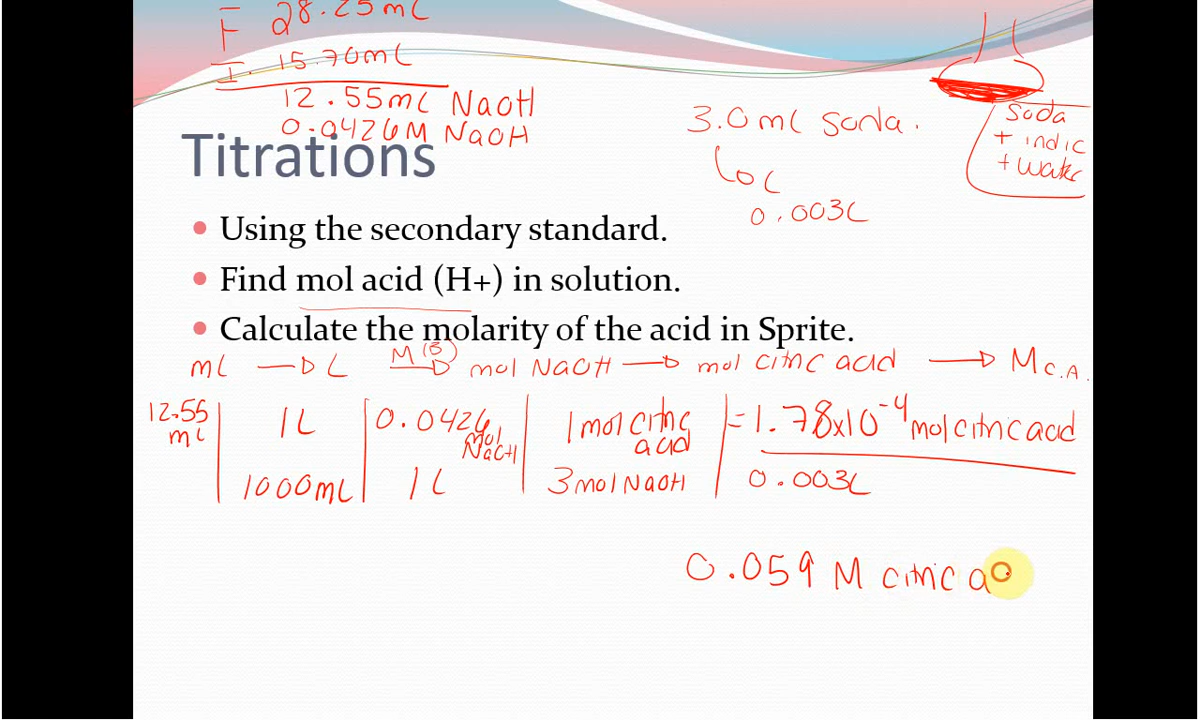 F 28.25mL
I. 15.70mL
12.55mL NaOH
0.0426M NaOH
3.0mL Soda.
L
0.003L
Soda
+ indic
+ water
Titrations
• Using the secondary standard.
• Find mol acid (H+) in solution.
• Calculate the molarity of the acid in Sprite.
mL → L M(B) → mol NaOH → mol citric acid → M C.A.
12.55 mL | 1L | 0.0426 mol NaOH | 1 mol citric acid | = 1.78x10⁻⁴ mol citric acid
1000mL | 1L | 3 mol NaOH | 0.003L
0.059 M citric a